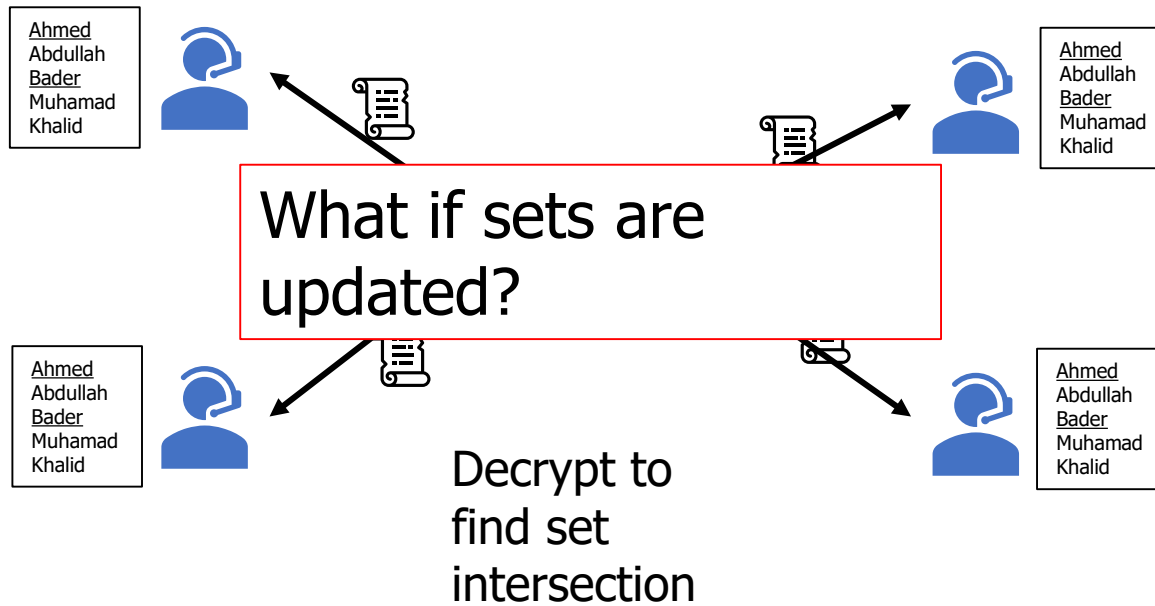 Ahmed
Abdullah
Bader
Muhamad
Khalid
Ahmed
Abdullah
Bader
Muhamad
Khalid
What if sets are
updated?
Ahmed
Abdullah
Bader
Muhamad
Khalid
Ahmed
Abdullah
Bader
Muhamad
Khalid
Decrypt to
find set
intersection